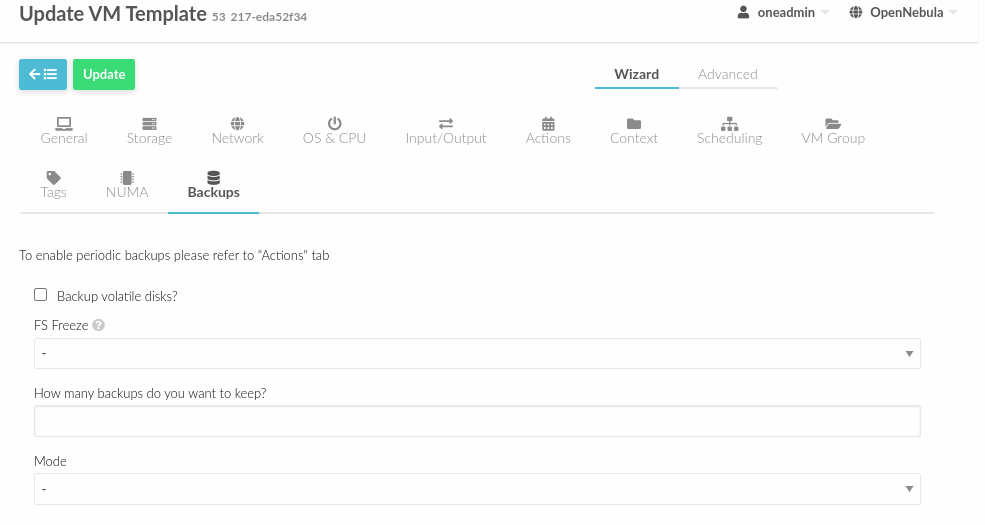 Update VM Template 53 217-eda52f34
oneadmin OpenNebula
Update Wizard Advanced
General Storage Network OS & CPU Input/Output Actions Context Scheduling VM Group
Tags NUMA Backups
To enable periodic backups please refer to "Actions" tab
Backup volatile disks?
FS Freeze ?
-
How many backups do you want to keep?
Mode
-